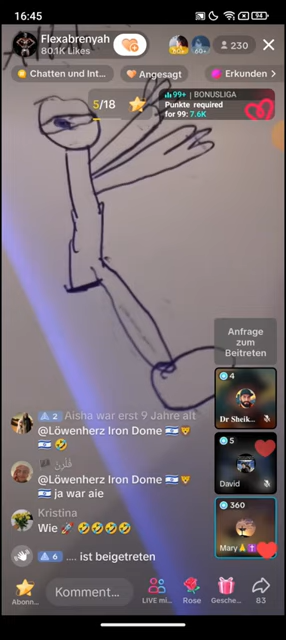 16:45
94
Flexabrenyah
80.1K Likes
60+
230
Chatten und Int...
Angesagt
Erkunden >
5/18
99+ | BONUSLIGA
Punkte required
for 99: 7.6K
Anfrage
zum
Beitreten
4
Dr Sheik...
5
David
360
Mary
2 Aisha war erst 9 Jahre alt
@Löwenherz Iron Dome 🇮🇱 🦁
🇮🇱 🤣
@Löwenherz Iron Dome 🇮🇱 🦁
🇮🇱 ja war aie
Kristina
Wie 🚀 🤣🤣🤣🤣
6 .... ist beigetreten
Abonn...
Komment...
LIVE mi...
Rose
Gesche...
83